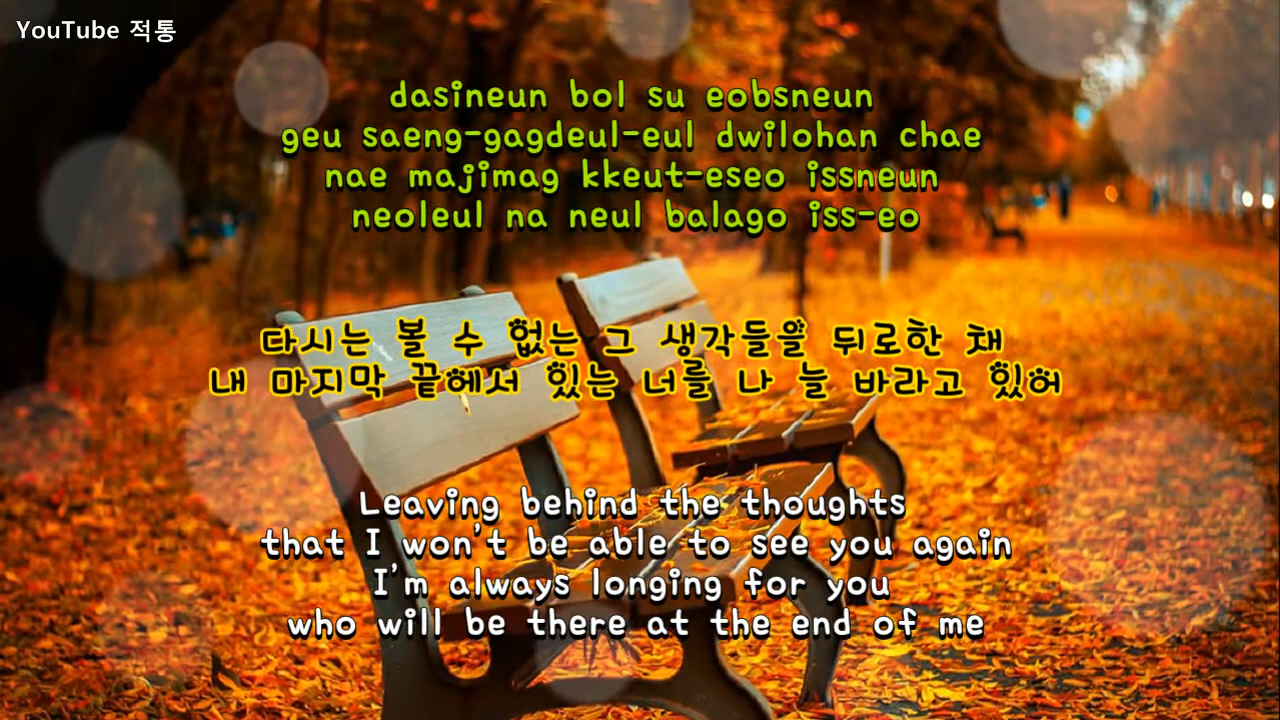 YouTube 적통
dasineun bol su eobsneun
geu saeng-gagdeul-eul dwilohan chae
nae majimag kkeut-eseo issneun
neoleul na neul balago iss-eo
다시는 볼 수 없는 그 생각들을 뒤로한 채
내 마지막 끝에서 있는 너를 나 늘 바라고 있어
Leaving behind the thoughts
that I won't be able to see you again
I'm always longing for you
who will be there at the end of me